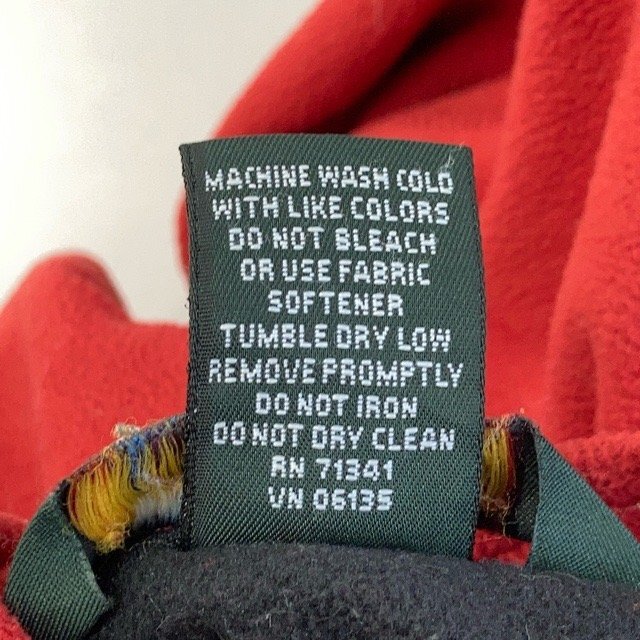 MACHINE WASH COLD
WITH LIKE COLORS
DO NOT BLEACH
OR USE FABRIC
SOFTENER
TUMBLE DRY LOW
REMOVE PROMPTLY
DO NOT IRON
DO NOT DRY CLEAN
RN 71341
VN 06135